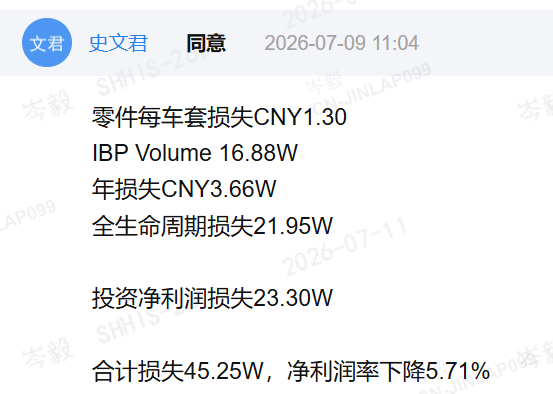 文君 史文君 同意 2026-07-09 11:04
零件每车套损失CNY1.30
IBP Volume 16.88W
年损失CNY3.66W
全生命周期损失21.95W
投资净利润损失23.30W
合计损失45.25W，净利润率下降5.71%